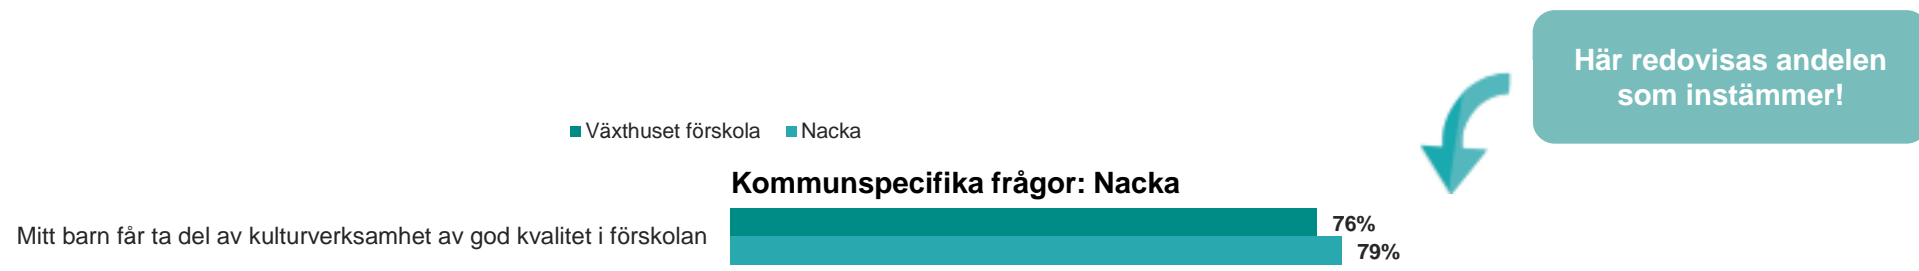 Här redovisas andelen
som instämmer!
Växthuset förskola Nacka
Kommunspecifika frågor: Nacka
Mitt barn får ta del av kulturverksamhet av god kvalitet i förskolan
76%
79%